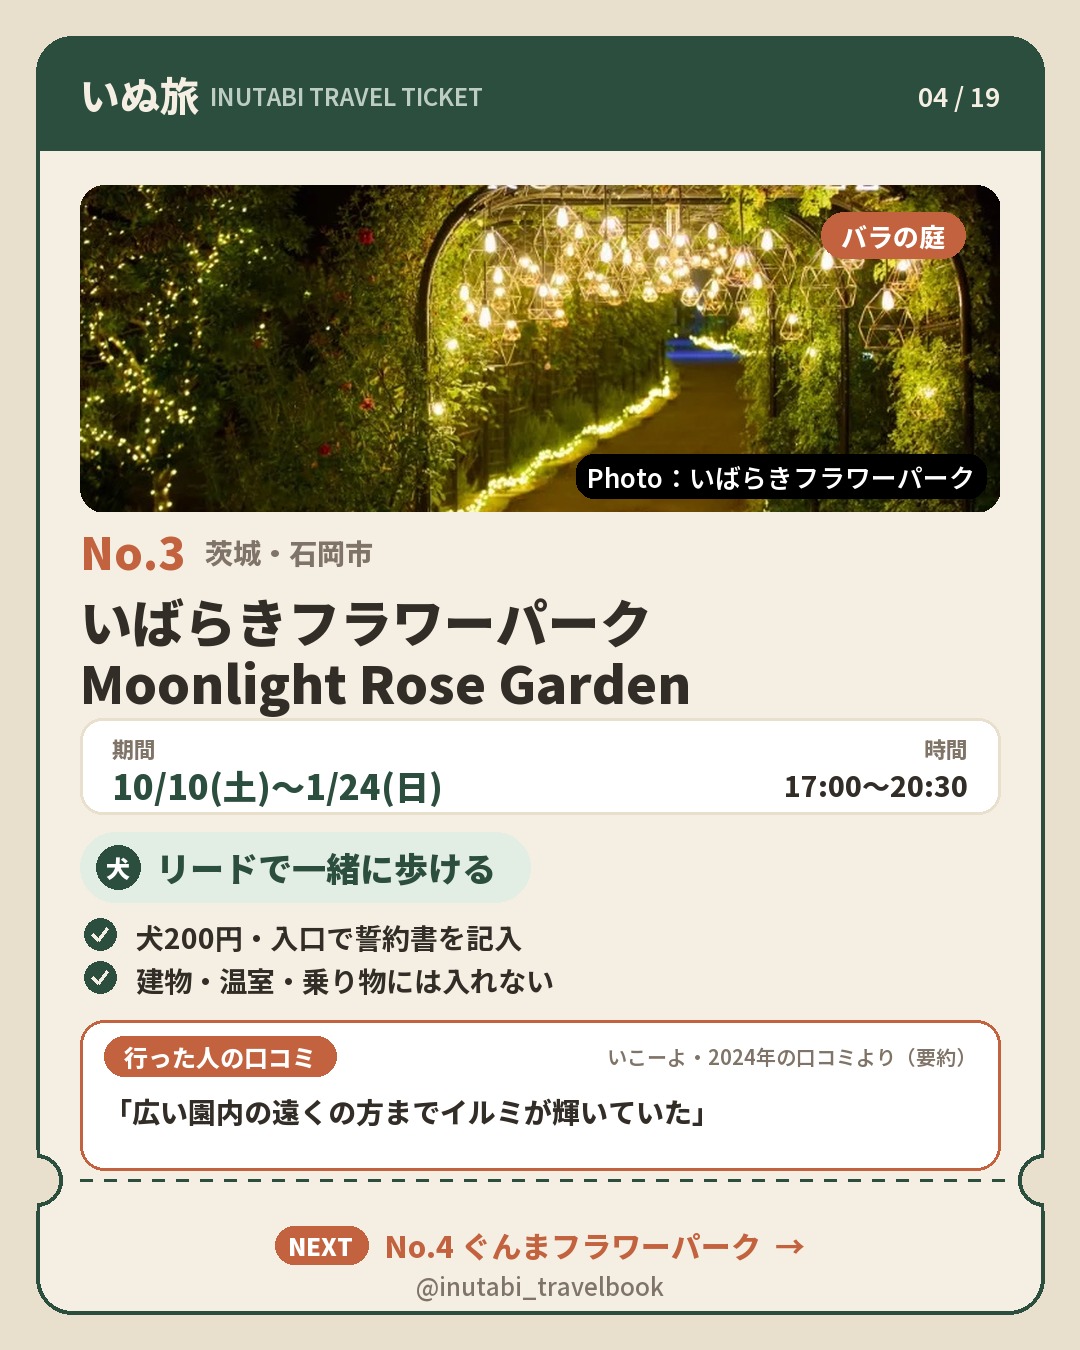 いぬ旅 INUTABI TRAVEL TICKET 04 / 19
バラの庭
Photo：いばらきフラワーパーク
No.3 茨城・石岡市
いばらきフラワーパーク
Moonlight Rose Garden
期間 時間
10/10(土)〜1/24(日) 17:00〜20:30
犬 リードで一緒に歩ける
犬200円・入口で誓約書を記入
建物・温室・乗り物には入れない
行った人の口コミ いこーよ・2024年の口コミより（要約）
「広い園内の遠くの方までイルミが輝いていた」
NEXT No.4 ぐんまフラワーパーク →
@inutabi_travelbook